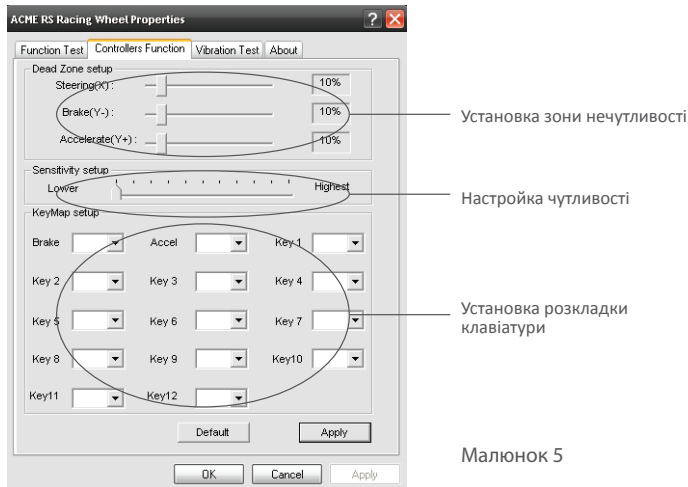 ACME RS Racing Wheel Properties
Function Test Controllers Function Vibration Test About
Dead Zone setup
Steering(X): 10%
Brake(Y-): 10%
Accelerate(Y+): 10%
Установка зони нечутливості
Sensitivity setup
Lower Highest
Настройка чутливості
KeyMap setup
Brake Accel Key 1
Key 2 Key 3 Key 4
Key 5 Key 6 Key 7
Установка розкладки
клавіатури
Key 8 Key 9 Key10
Key11 Key12
Default Apply
OK Cancel Apply
Малюнок 5